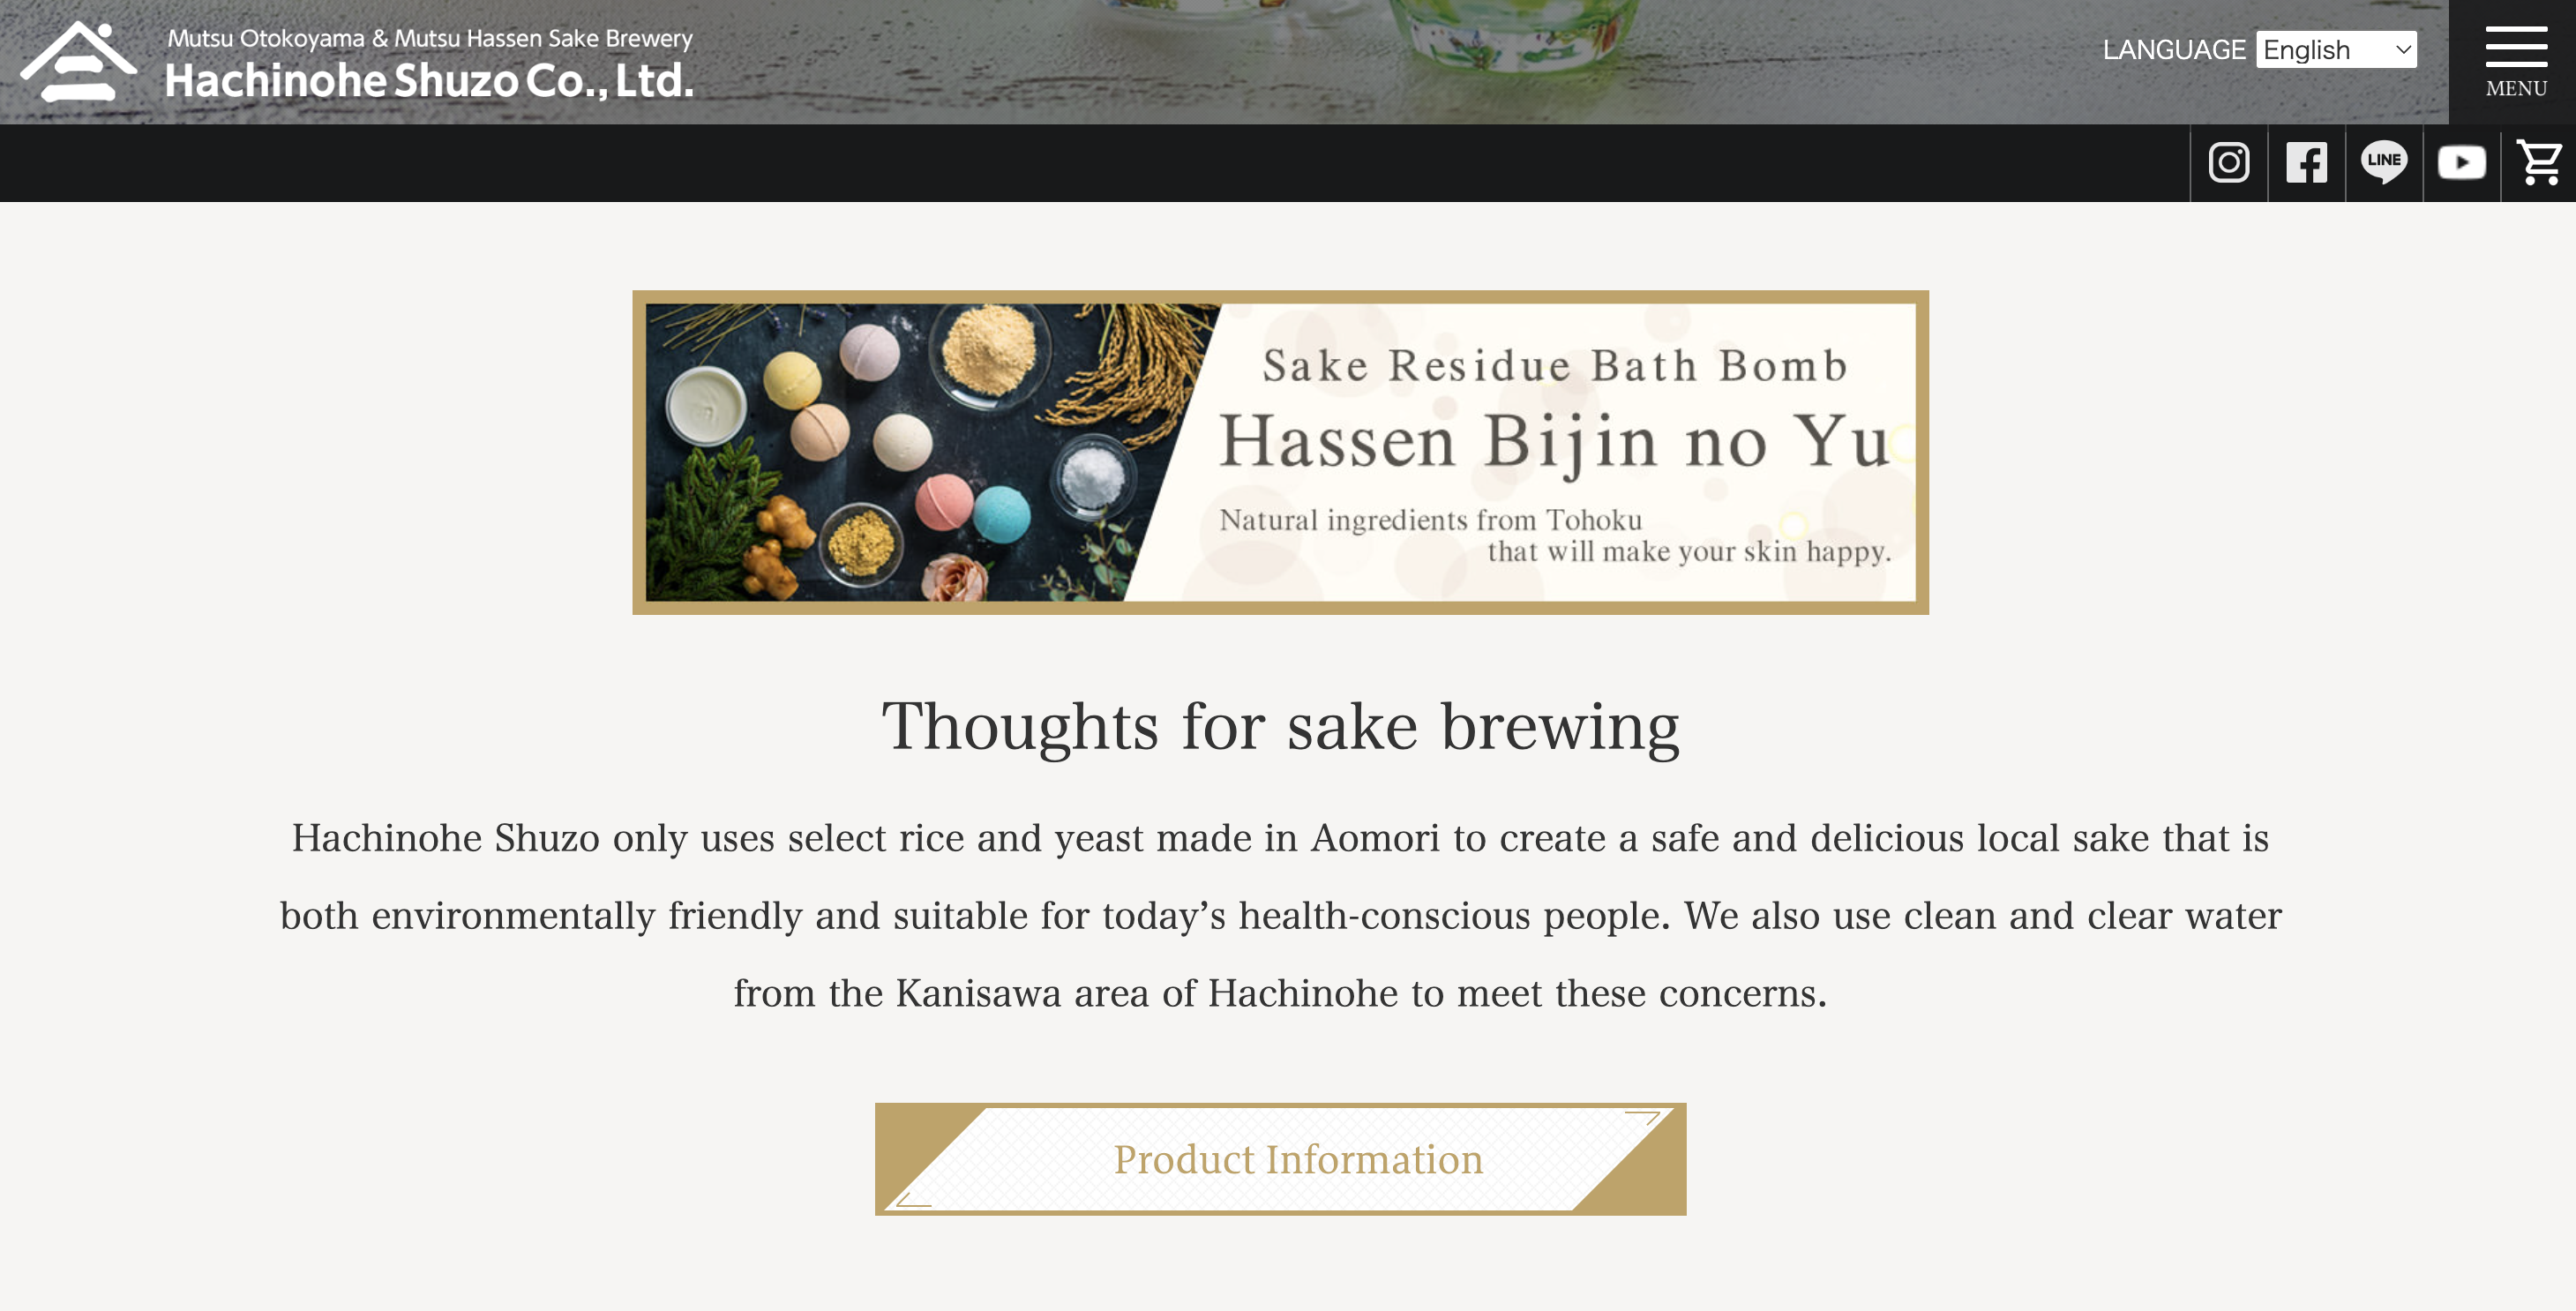 Mutsu Otokoyama & Mutsu Hassen Sake Brewery
Hachinohe Shuzo Co., Ltd.
LANGUAGE English
MENU
LINE
Sake Residue Bath Bomb
Hassen Bijin no Yu
Natural ingredients from Tohoku
that will make your skin happy.
Thoughts for sake brewing
Hachinohe Shuzo only uses select rice and yeast made in Aomori to create a safe and delicious local sake that is
both environmentally friendly and suitable for today’s health-conscious people. We also use clean and clear water
from the Kanisawa area of Hachinohe to meet these concerns.
Product Information